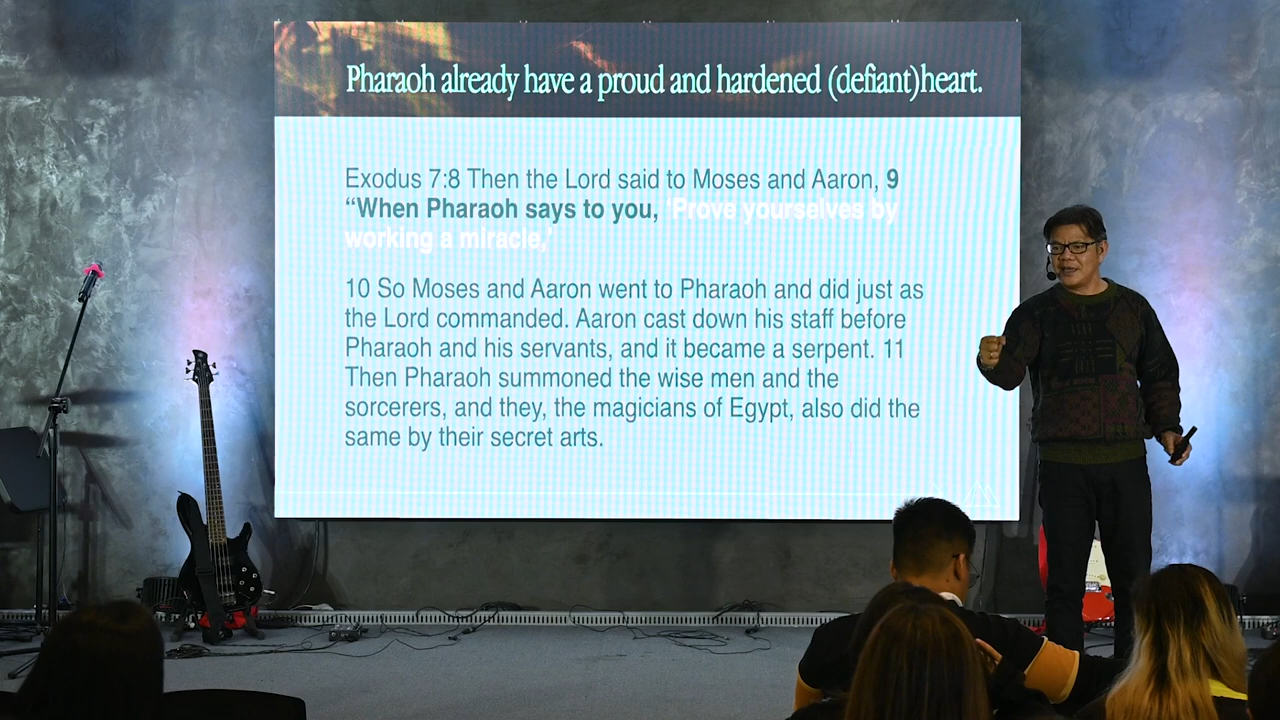 Pharaoh already have a proud and hardened (defiant)heart.
Exodus 7:8 Then the Lord said to Moses and Aaron, 9
“When Pharaoh says to you, ‘Prove yourselves by
working a miracle,’
10 So Moses and Aaron went to Pharaoh and did just as
the Lord commanded. Aaron cast down his staff before
Pharaoh and his servants, and it became a serpent. 11
Then Pharaoh summoned the wise men and the
sorcerers, and they, the magicians of Egypt, also did the
same by their secret arts.